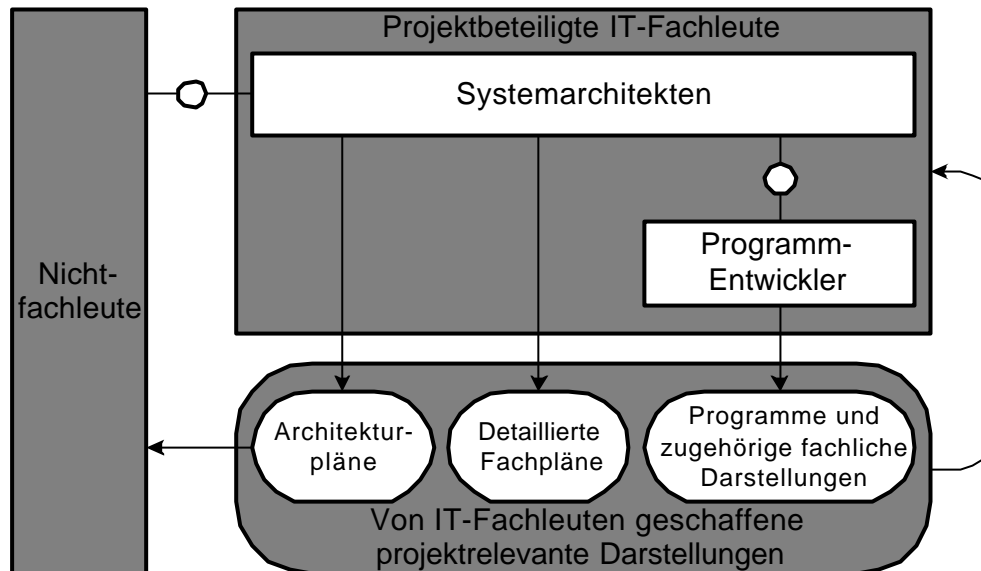 Projektbeteiligte IT-Fachleute
Systemarchitekten
Programm-
Entwickler
Nicht-
fachleute
Architektur-
pläne
Detaillierte
Fachpläne
Programme und
zugehörige fachliche
Darstellungen
Von IT-Fachleuten geschaffene
projektrelevante Darstellungen